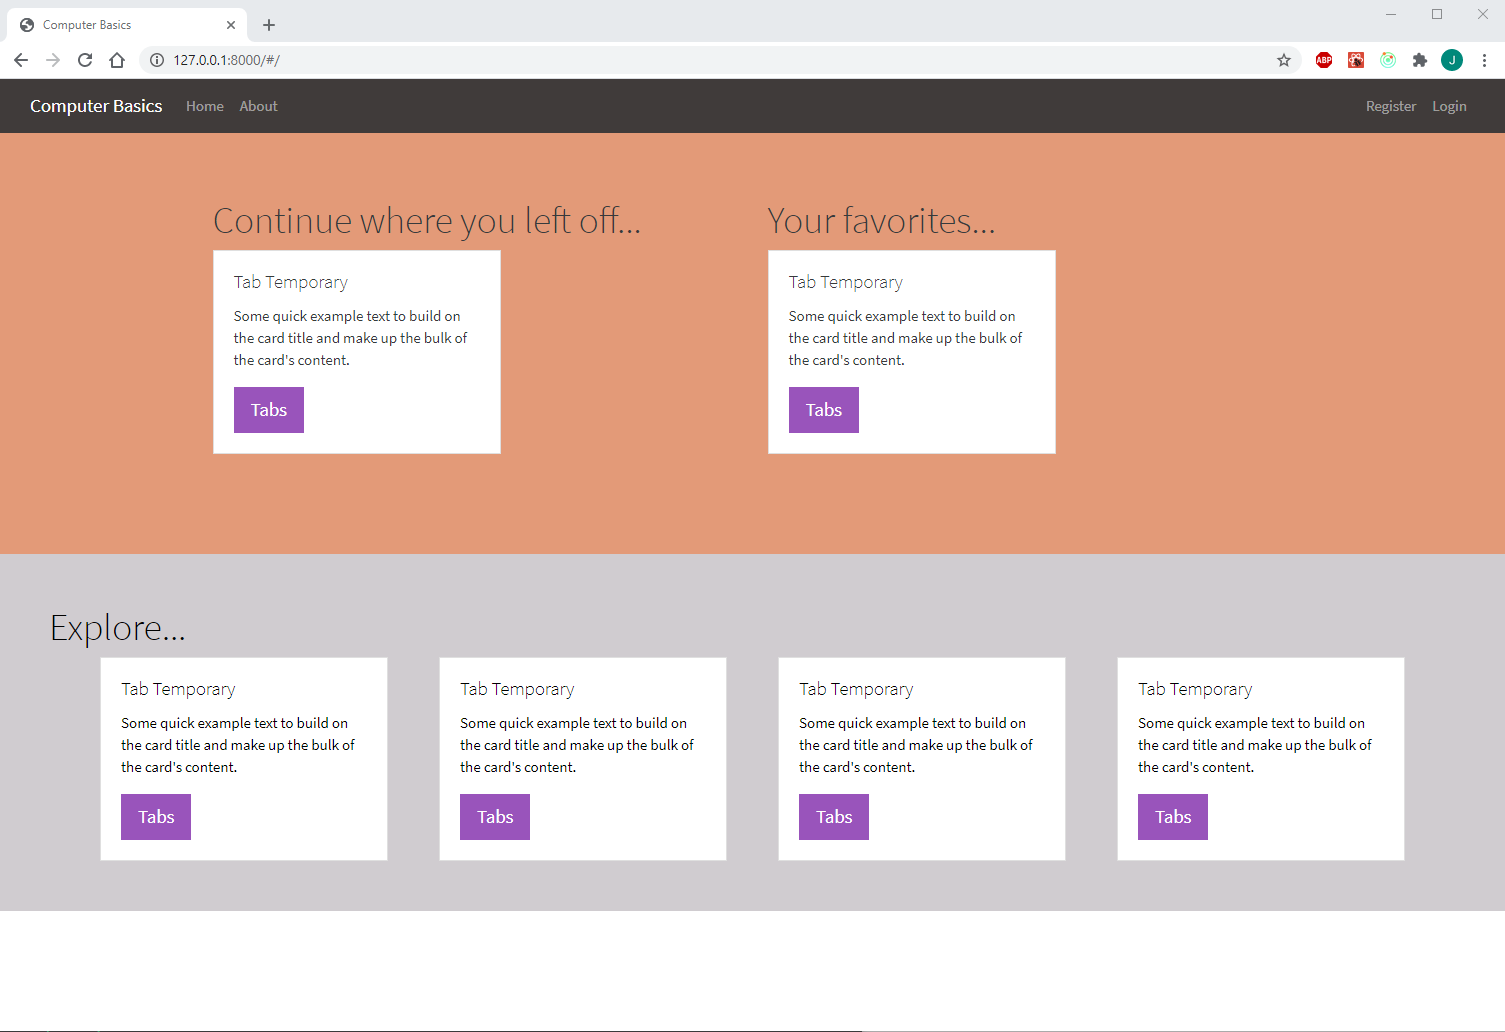 Computer Basics
127.0.0.1:8000/#/
ABP
J
Computer Basics Home About Register Login
Continue where you left off...
Tab Temporary
Some quick example text to build on
the card title and make up the bulk of
the card's content.
Tabs
Your favorites...
Tab Temporary
Some quick example text to build on
the card title and make up the bulk of
the card's content.
Tabs
Explore...
Tab Temporary
Some quick example text to build on
the card title and make up the bulk of
the card's content.
Tabs
Tab Temporary
Some quick example text to build on
the card title and make up the bulk of
the card's content.
Tabs
Tab Temporary
Some quick example text to build on
the card title and make up the bulk of
the card's content.
Tabs
Tab Temporary
Some quick example text to build on
the card title and make up the bulk of
the card's content.
Tabs